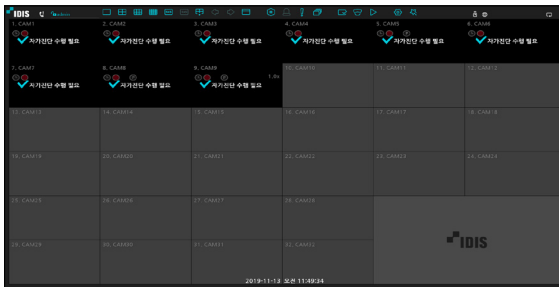 IDIS admin
1. CAM1 2. CAM2 3. CAM3 4. CAM4 5. CAM5 6. CAM6
자가진단 수행 필요 자가진단 수행 필요 자가진단 수행 필요 자가진단 수행 필요 자가진단 수행 필요 자가진단 수행 필요
7. CAM7 8. CAM8 9. CAM9 10. CAM10 11. CAM11 12. CAM12
1.0x
자가진단 수행 필요 자가진단 수행 필요 자가진단 수행 필요
13. CAM13 14. CAM14 15. CAM15 16. CAM16 17. CAM17 18. CAM18
19. CAM19 20. CAM20 21. CAM21 22. CAM22 23. CAM23 24. CAM24
25. CAM25 26. CAM26 27. CAM27 28. CAM28
IDIS
29. CAM29 30. CAM30 31. CAM31 32. CAM32
2019-11-13 오전 11:49:34